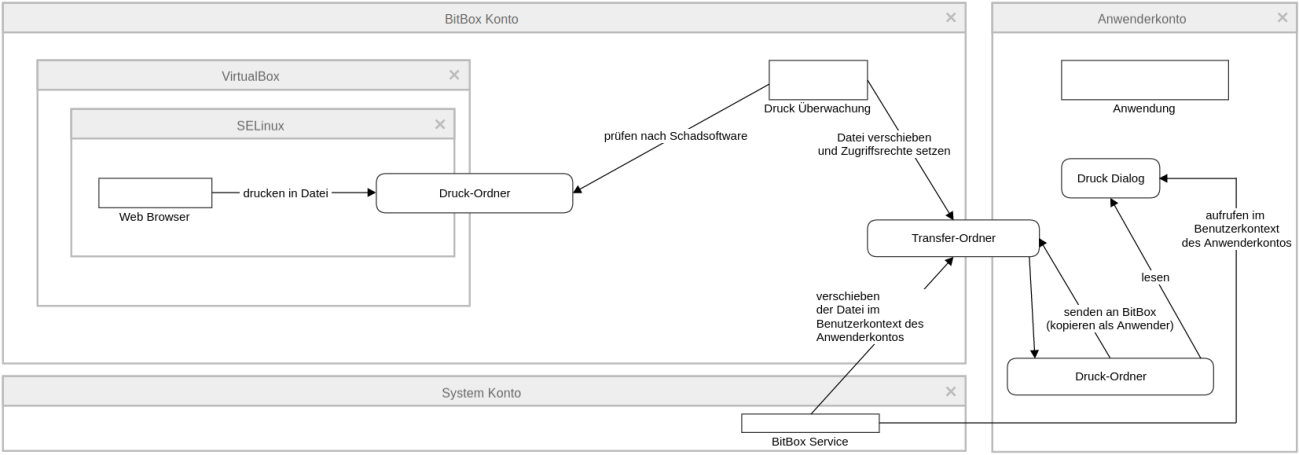 BitBox Konto
Anwenderkonto
VirtualBox
SELinux
Web Browser
drucken in Datei
Druck-Ordner
prüfen nach Schadsoftware
Druck Überwachung
Datei verschieben
und Zugriffsrechte setzen
Transfer-Ordner
verschieben
der Datei im
Benutzerkontext des
Anwenderkontos
Anwendung
Druck Dialog
aufrufen im
Benutzerkontext
des Anwenderkontos
lesen
senden an BitBox
(kopieren als Anwender)
Druck-Ordner
System Konto
BitBox Service